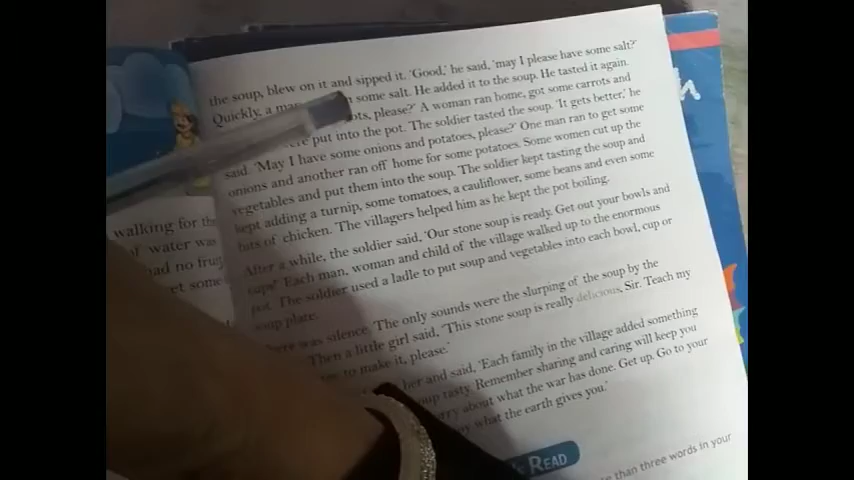 the soup, blew on it and sipped it. 'Good,' he said, 'may I please have some salt?'
Quickly, a man some salt. He added it to the soup. He tasted it again.
please?' A woman ran home, got some carrots and
put into the pot. The soldier tasted the soup. 'It gets better,' he
said. 'May I have some onions and potatoes, please?' One man ran to get some
onions and another ran off home for some potatoes. Some women cut up the
vegetables and put them into the soup. The soldier kept tasting the soup and
kept adding a turnip, some tomatoes, a cauliflower, some beans and even some
bits of chicken. The villagers helped him as he kept the pot boiling.
After a while, the soldier said, 'Our stone soup is ready. Get out your bowls and
cups!' Each man, woman and child of the village walked up to the enormous
pot. The soldier used a ladle to put soup and vegetables into each bowl, cup or
soup plate.
was silence. The only sounds were the slurping of the soup by the
Then a little girl said, 'This stone soup is really delicious, Sir. Teach my
to make it, please.'
her and said, 'Each family in the village added something
soup tasty. Remember sharing and caring will keep you
about what the war has done. Get up. Go to your
what the earth gives you.'
READ
than three words in your
walking for
of water was
had no
some